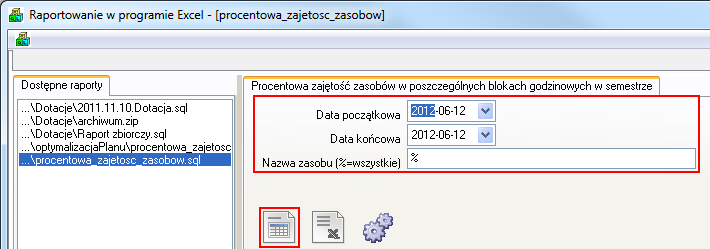 Raportowanie w programie Excel - [procentowa_zajetosc_zasobow]
Dostępne raporty
...\Dotacje\2011.11.10.Dotacja.sql
...\Dotacje\archiwum.zip
...\Dotacje\Raport zbiorczy.sql
...\optymalizacjaPlanu\procentowa_zajetosc
...\procentowa_zajetosc_zasobow.sql
Procentowa zajętość zasobów w poszczególnych blokach godzinowych w semestrze
Data początkowa 2012-06-12
Data końcowa 2012-06-12
Nazwa zasobu (%=wszystkie) %